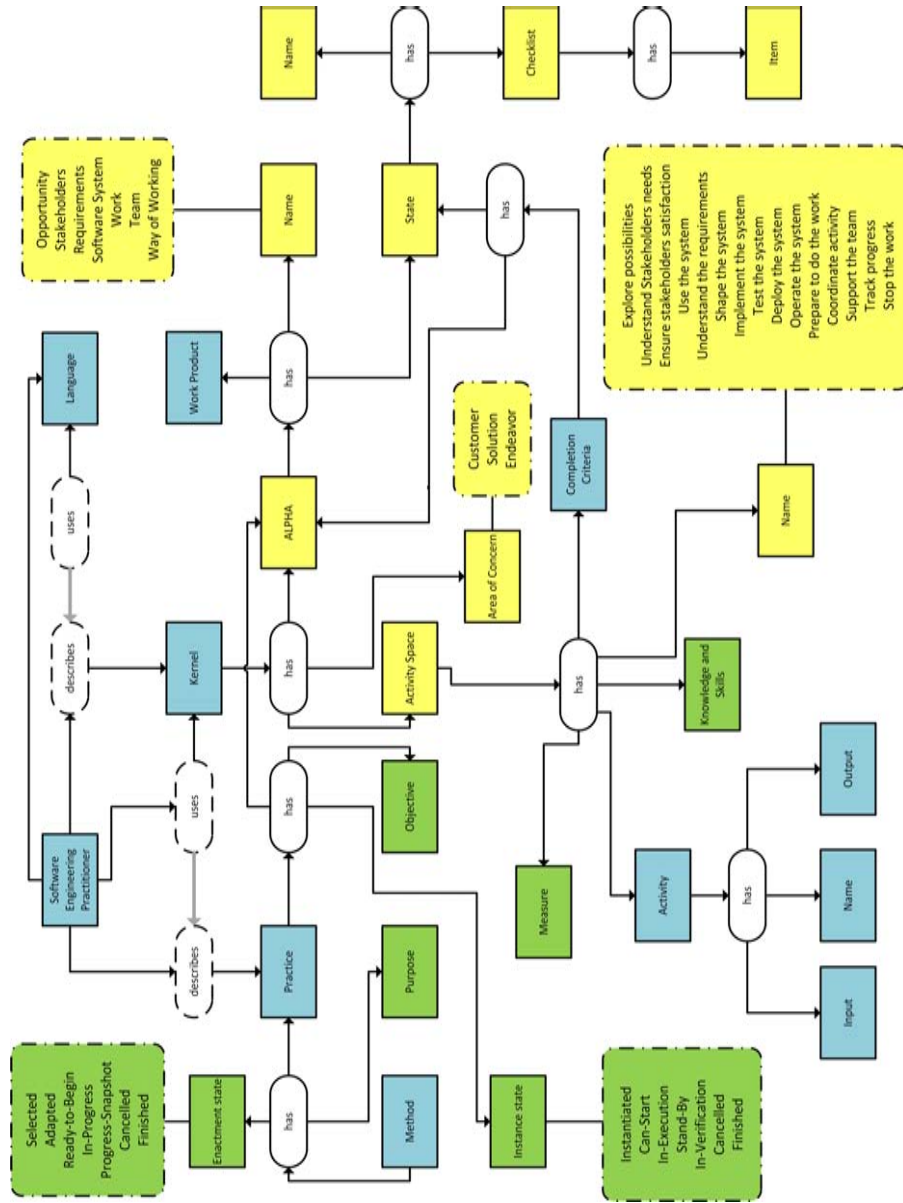 Opportunity
Stakeholders
Requirements
Software System
Work
Team
Way of Working
Name
has
Name
State
Checklist
has
Item
has
Language
Work Product
has
uses
ALPHA
Customer
Solution
Endeavor
Area of Concern
Completion
Criteria
Explore possibilities
Understand Stakeholders needs
Ensure stakeholders satisfaction
Use the system
Understand the requirements
Shape the system
Implement the system
Test the system
Deploy the system
Operate the system
Prepare to do the work
Coordinate activity
Support the team
Track progress
Stop the work
Name
describes
Kernel
has
Activity Space
has
Knowledge and
Skills
Software
Engineering
Practitioner
uses
has
Objective
Measure
Activity
has
Output
Name
Input
describes
Practice
Purpose
Selected
Adapted
Ready-to-Begin
In-Progress
Progress-Snapshot
Cancelled
Finished
Enactment state
has
Method
Instance state
Instantiated
Can-Start
In-Execution
Stand-By
In-Verification
Cancelled
Finished